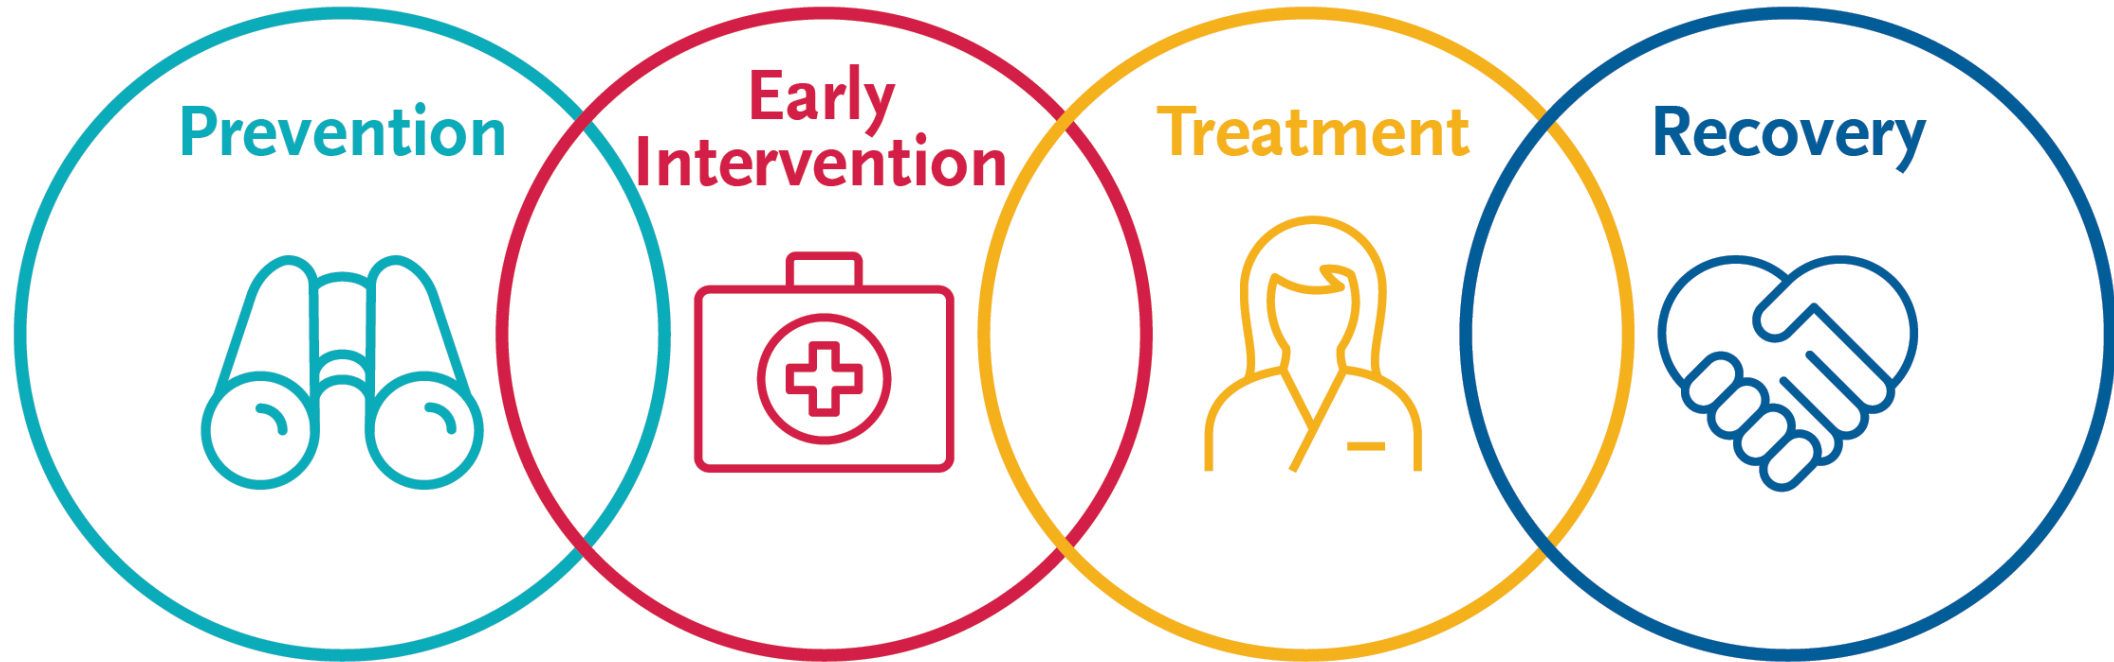 Prevention
Early
Intervention
Treatment
Recovery